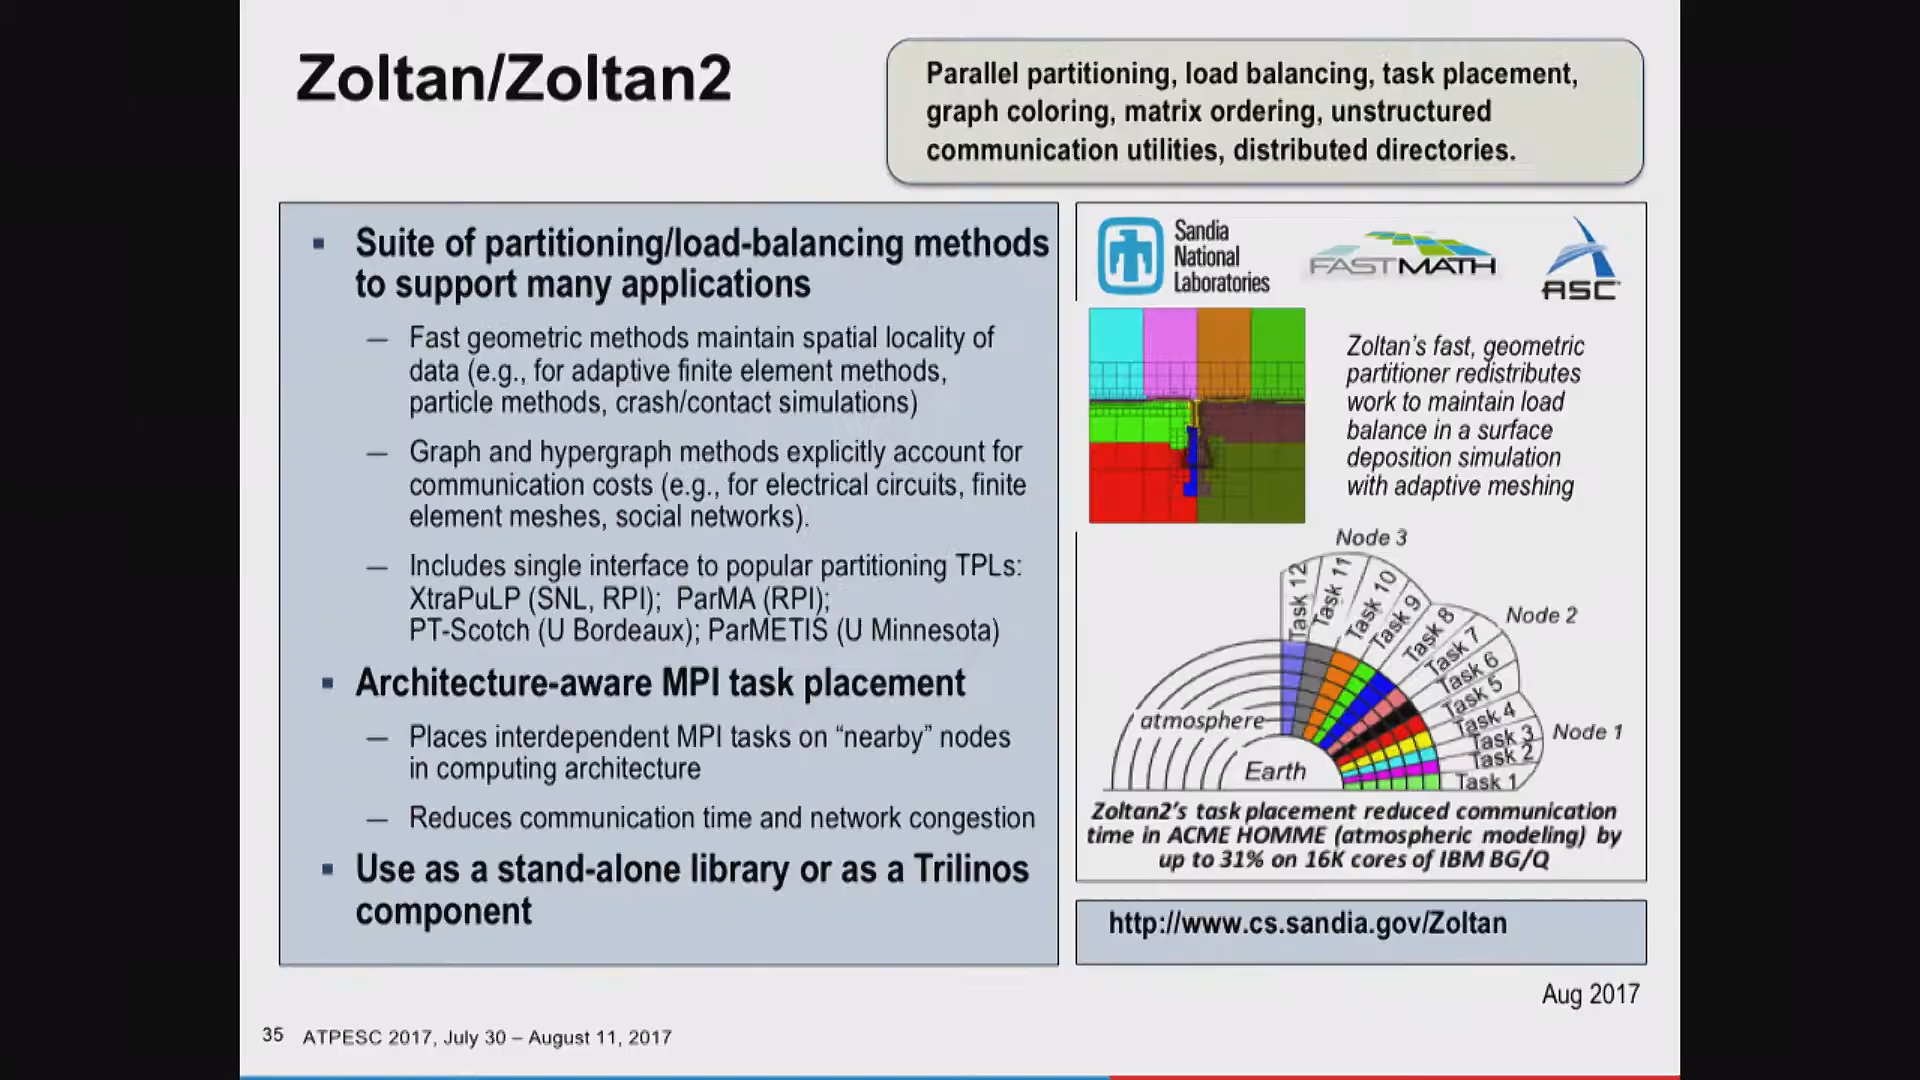 Zoltan/Zoltan2
Parallel partitioning, load balancing, task placement,
graph coloring, matrix ordering, unstructured
communication utilities, distributed directories.
▪ Suite of partitioning/load-balancing methods
to support many applications
— Fast geometric methods maintain spatial locality of
data (e.g., for adaptive finite element methods,
particle methods, crash/contact simulations)
— Graph and hypergraph methods explicitly account for
communication costs (e.g., for electrical circuits, finite
element meshes, social networks).
— Includes single interface to popular partitioning TPLs:
XtraPuLP (SNL, RPI); ParMA (RPI);
PT-Scotch (U Bordeaux); ParMETIS (U Minnesota)
▪ Architecture-aware MPI task placement
— Places interdependent MPI tasks on “nearby” nodes
in computing architecture
— Reduces communication time and network congestion
▪ Use as a stand-alone library or as a Trilinos
component
Sandia
National
Laboratories
FASTMATH
ASC
Zoltan’s fast, geometric
partitioner redistributes
work to maintain load
balance in a surface
deposition simulation
with adaptive meshing
Node 3
Task 12
Task 11
Task 10
Task 9
Node 2
Task 8
Task 7
Task 6
Task 5
Node 1
Task 4
Task 3
Task 2
Task 1
atmosphere
Earth
Zoltan2’s task placement reduced communication
time in ACME HOMME (atmospheric modeling) by
up to 31% on 16K cores of IBM BG/Q
http://www.cs.sandia.gov/Zoltan
Aug 2017
35 ATPESC 2017, July 30 – August 11, 2017